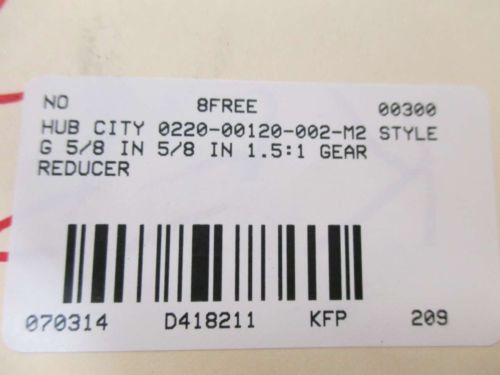 NO 8FREE 00300
HUB CITY 0220-00120-002-M2 STYLE
G 5/8 IN 5/8 IN 1.5:1 GEAR
REDUCER
070314 D418211 KFP 209